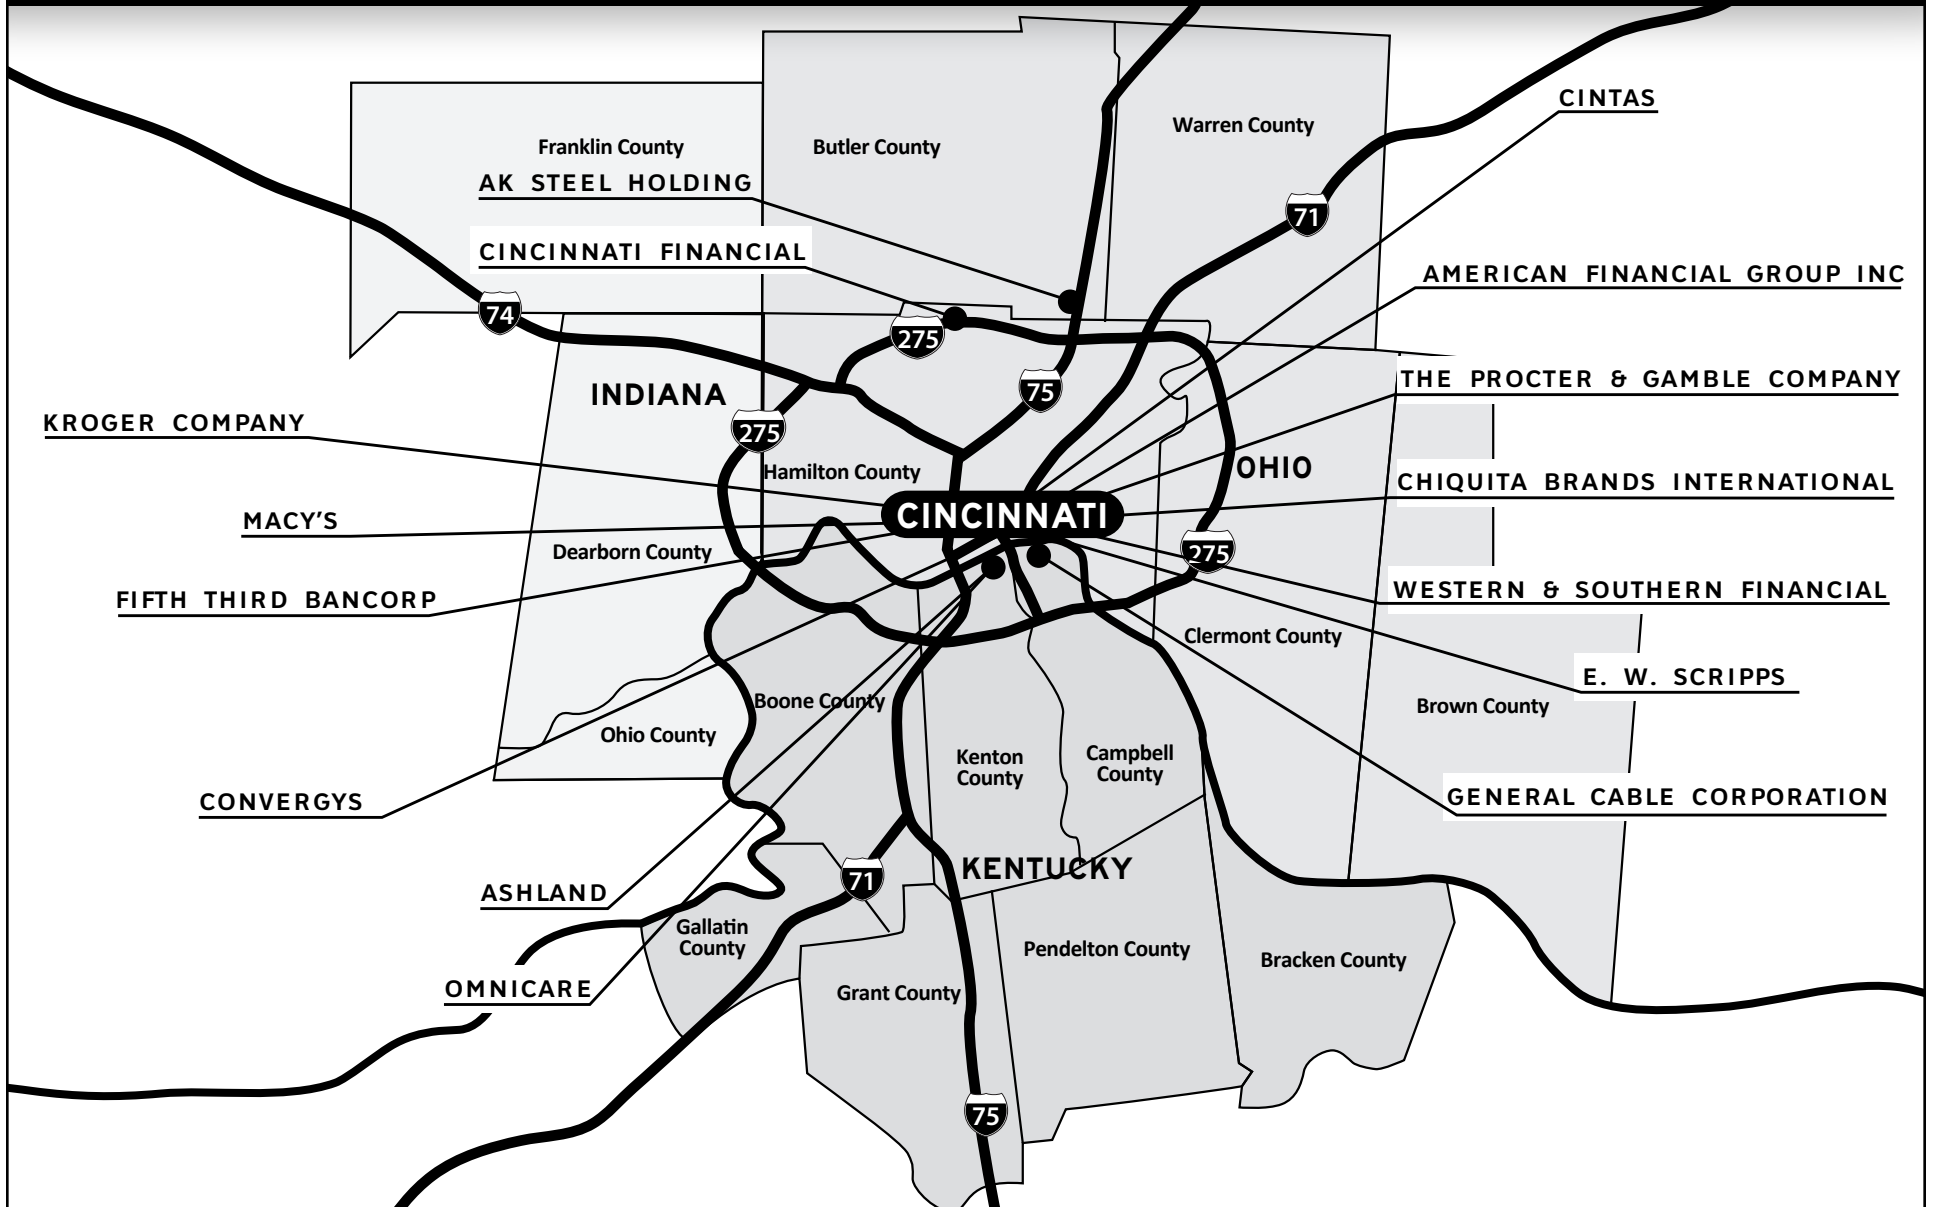 CINTAS
Warren County
Franklin County
Butler County
AK STEEL HOLDING
71
CINCINNATI FINANCIAL
AMERICAN FINANCIAL GROUP INC
74
275
THE PROCTER & GAMBLE COMPANY
INDIANA
75
KROGER COMPANY
275
Hamilton County
OHIO
CHIQUITA BRANDS INTERNATIONAL
MACY'S
CINCINNATI
Dearborn County
275
WESTERN & SOUTHERN FINANCIAL
FIFTH THIRD BANCORP
Clermont County
E. W. SCRIPPS
Boone County
Brown County
Ohio County
Kenton
County
Campbell
County
CONVERGYS
GENERAL CABLE CORPORATION
KENTUCKY
71
ASHLAND
Gallatin
County
Pendelton County
Bracken County
OMNICARE
Grant County
75